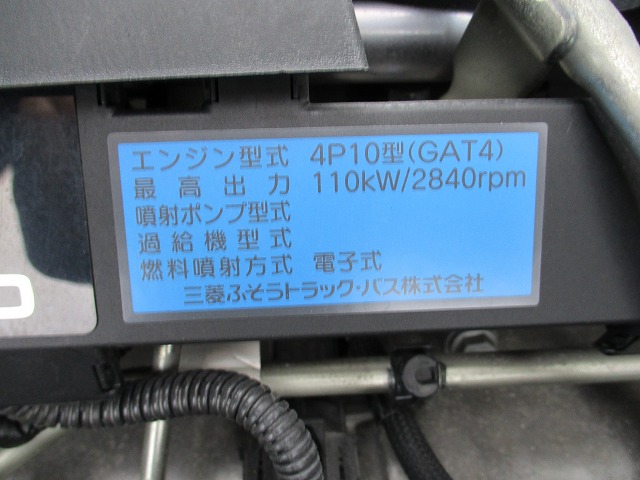 エンジン型式 4P10型(GAT4)
最高出力 110kW/2840rpm
噴射ポンプ型式
過給機型式
燃料噴射方式 電子式
三菱ふそうトラック・バス株式会社